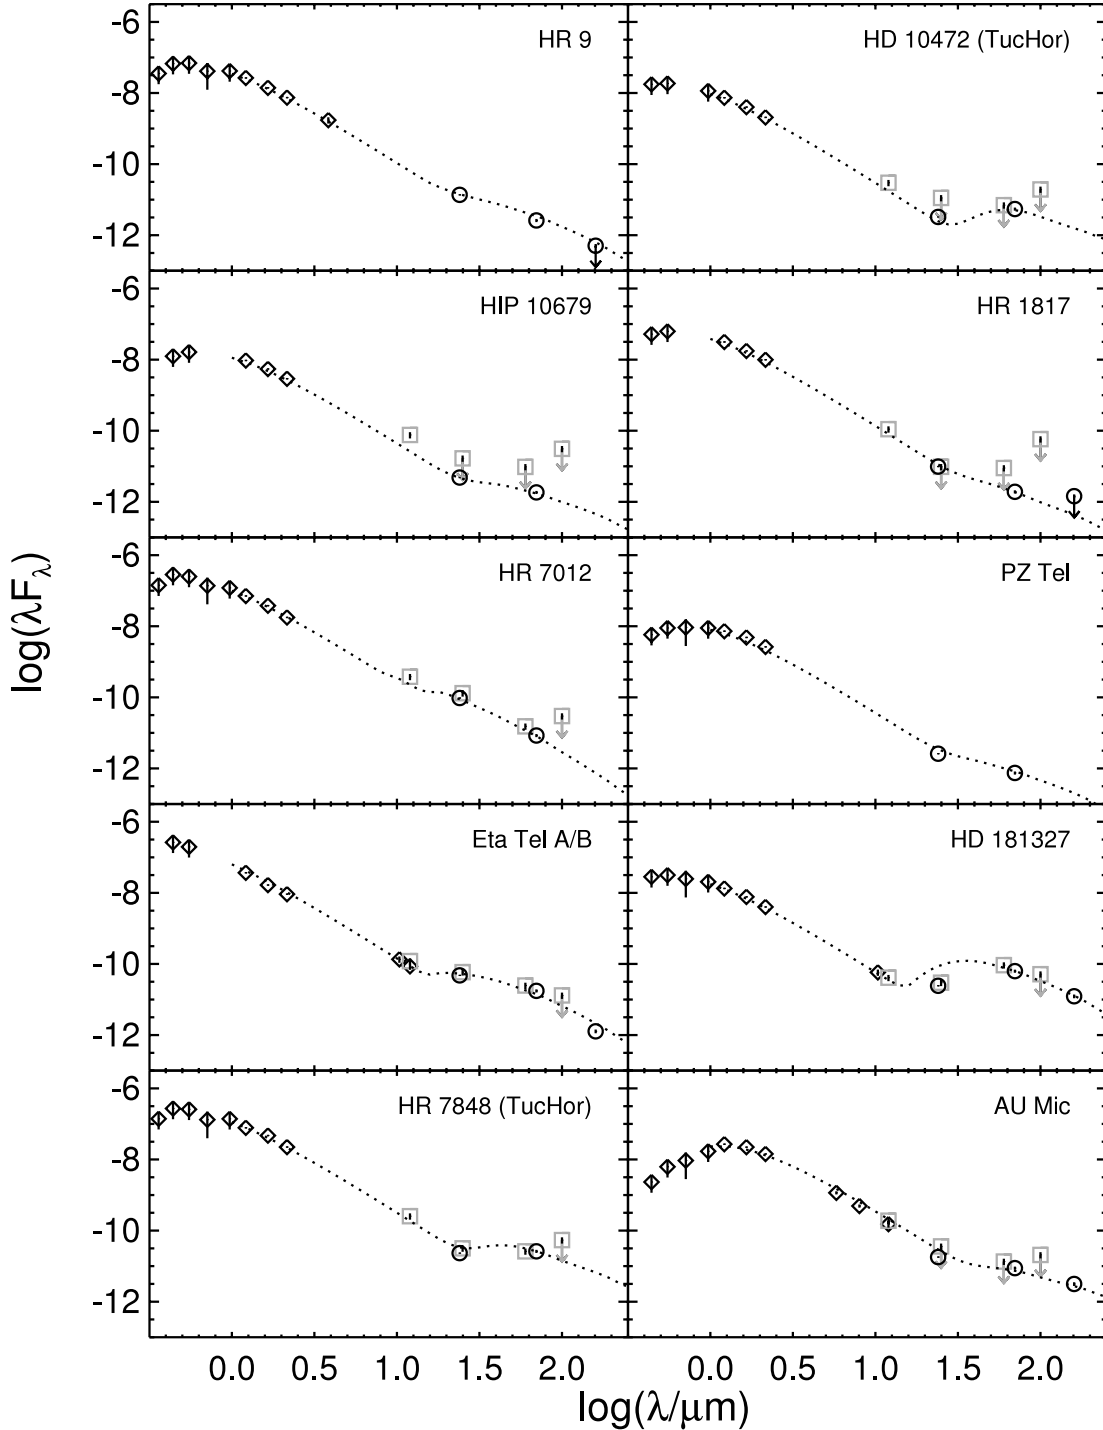 -6
-8
-10
-12
HR 9
HD 10472 (TucHor)
-6
-8
-10
-12
HIP 10679
HR 1817
-6
-8
-10
-12
HR 7012
PZ Tel
log(λFλ)
-6
-8
-10
-12
Eta Tel A/B
HD 181327
-6
-8
-10
-12
HR 7848 (TucHor)
AU Mic
0.0 0.5 1.0 1.5 2.0 0.0 0.5 1.0 1.5 2.0
log(λ/μm)